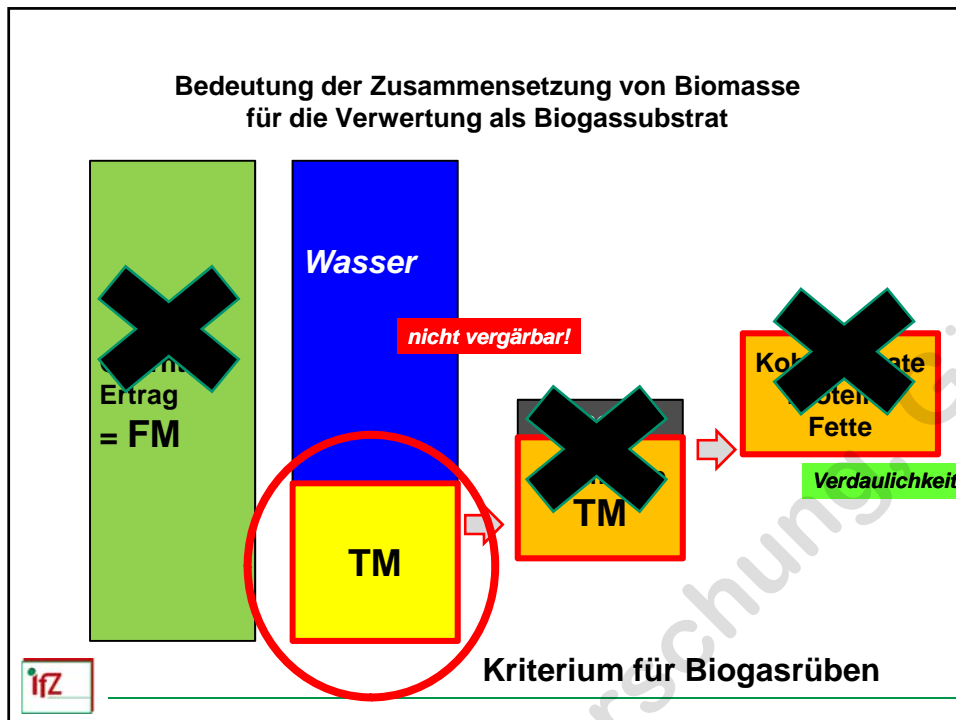 Bedeutung der Zusammensetzung von Biomasse
für die Verwertung als Biogassubstrat
Ertrag
= FM
Wasser
nicht vergärbar!
TM
TM
Fette
Verdaulichkeit
Kriterium für Biogasrüben
ifZ